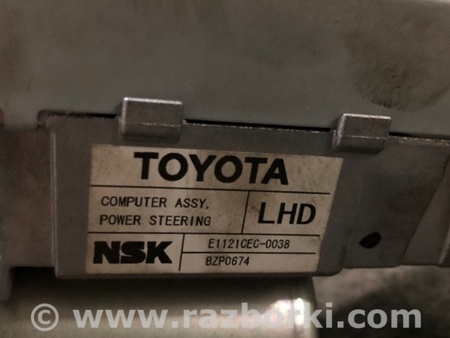 TOYOTA
COMPUTER ASSY.
POWER STEERING
LHD
NSK
E1121CEC-0038
BZP0674
© www.razborki.com